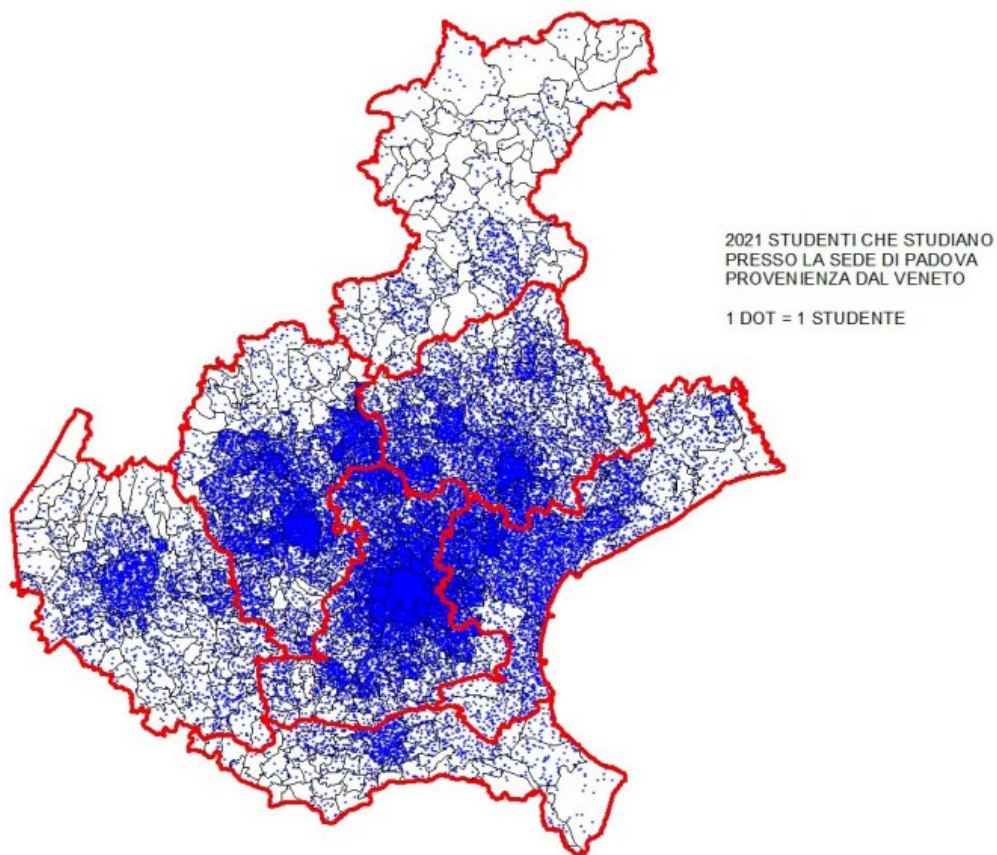 2021 STUDENTI CHE STUDIANO
PRESSO LA SEDE DI PADOVA
PROVENIENZA DAL VENETO
1 DOT = 1 STUDENTE